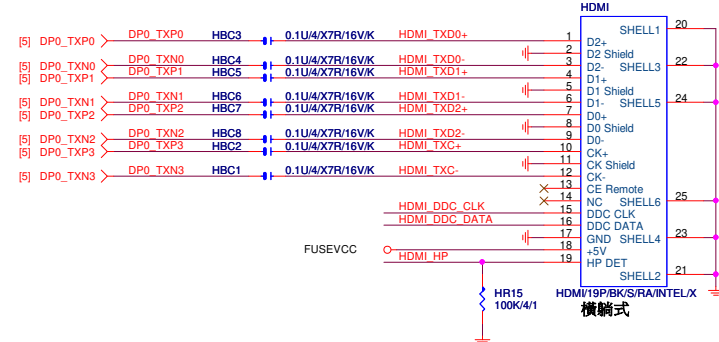 HDMI
SHELL1 20
[5] DP0_TXP0 DP0_TXP0 HBC3 0.1U/4/X7R/16V/K HDMI_TXD0+ 1 D2+
2 D2 Shield
[5] DP0_TXN0 DP0_TXN0 HBC4 0.1U/4/X7R/16V/K HDMI_TXD0- 3 D2- SHELL3 22
[5] DP0_TXP1 DP0_TXP1 HBC5 0.1U/4/X7R/16V/K HDMI_TXD1+ 4 D1+
5 D1 Shield
[5] DP0_TXN1 DP0_TXN1 HBC6 0.1U/4/X7R/16V/K HDMI_TXD1- 6 D1- SHELL5 24
[5] DP0_TXP2 DP0_TXP2 HBC7 0.1U/4/X7R/16V/K HDMI_TXD2+ 7 D0+
8 D0 Shield
[5] DP0_TXN2 DP0_TXN2 HBC8 0.1U/4/X7R/16V/K HDMI_TXD2- 9 D0-
[5] DP0_TXP3 DP0_TXP3 HBC2 0.1U/4/X7R/16V/K HDMI_TXC+ 10 CK+
11 CK Shield
[5] DP0_TXN3 DP0_TXN3 HBC1 0.1U/4/X7R/16V/K HDMI_TXC- 12 CK-
13 CE Remote
14 NC SHELL6 25
HDMI_DDC_CLK 15 DDC CLK
HDMI_DDC_DATA 16 DDC DATA
17 GND SHELL4 23
FUSEVCC 18 +5V
HDMI_HP 19 HP DET
SHELL2 21
HR15
100K/4/1
HDMI/19P/BK/S/RA/INTEL/X
橫躺式